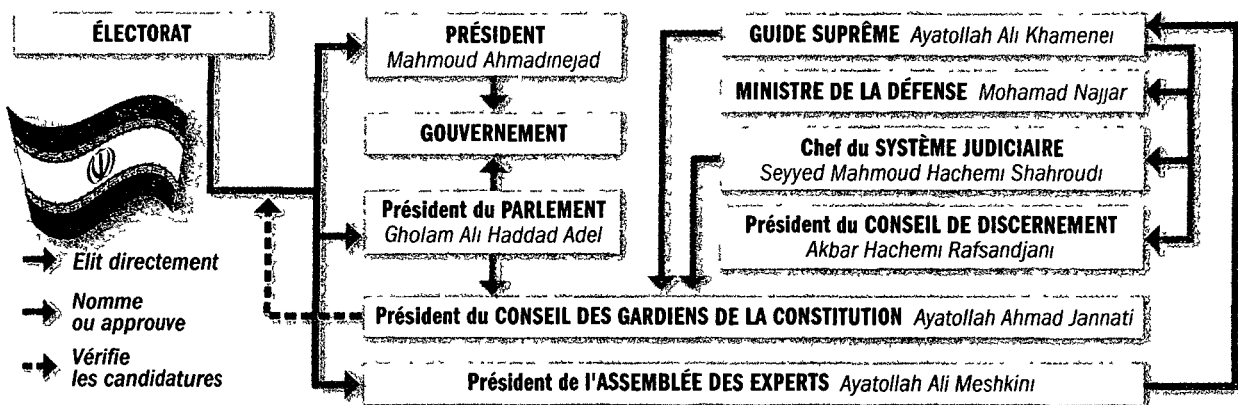 ÉLECTORAT
PRÉSIDENT
Mahmoud Ahmadinejad
GOUVERNEMENT
Président du PARLEMENT
Gholam Ali Haddad Adel
GUIDE SUPRÊME Ayatollah Ali Khamenei
MINISTRE DE LA DÉFENSE Mohamad Najjar
Chef du SYSTÈME JUDICIAIRE
Seyyed Mahmoud Hachemi Shahroudi
Président du CONSEIL DE DISCERNEMENT
Akbar Hachemi Rafsandjani
Président du CONSEIL DES GARDIENS DE LA CONSTITUTION Ayatollah Ahmad Jannati
Président de l'ASSEMBLÉE DES EXPERTS Ayatollah Ali Meshkini
Elit directement
Nomme
ou approuve
Vérifie
les candidatures